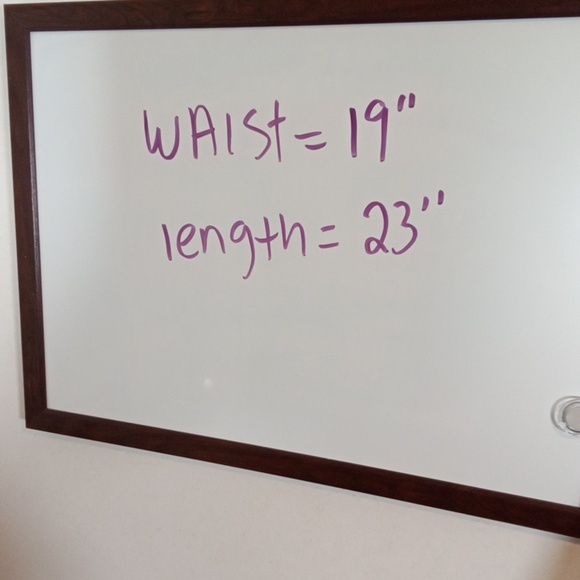 WAISt = 19"
length = 23"